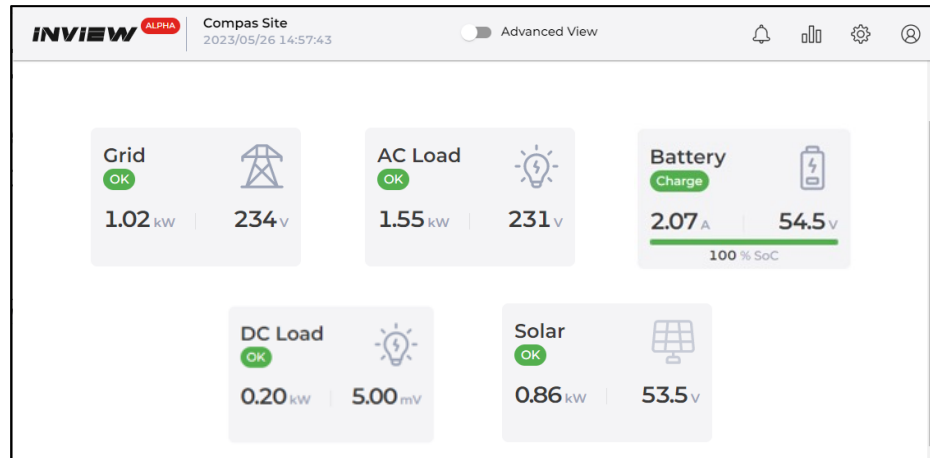 INVIEW ALPHA
Compas Site
2023/05/26 14:57:43
Advanced View
Grid
OK
1.02 kW 234 V
AC Load
OK
1.55 kW 231 V
Battery
Charge
2.07 A 54.5 V
100 % SoC
DC Load
OK
0.20 kW 5.00 mV
Solar
OK
0.86 kW 53.5 V